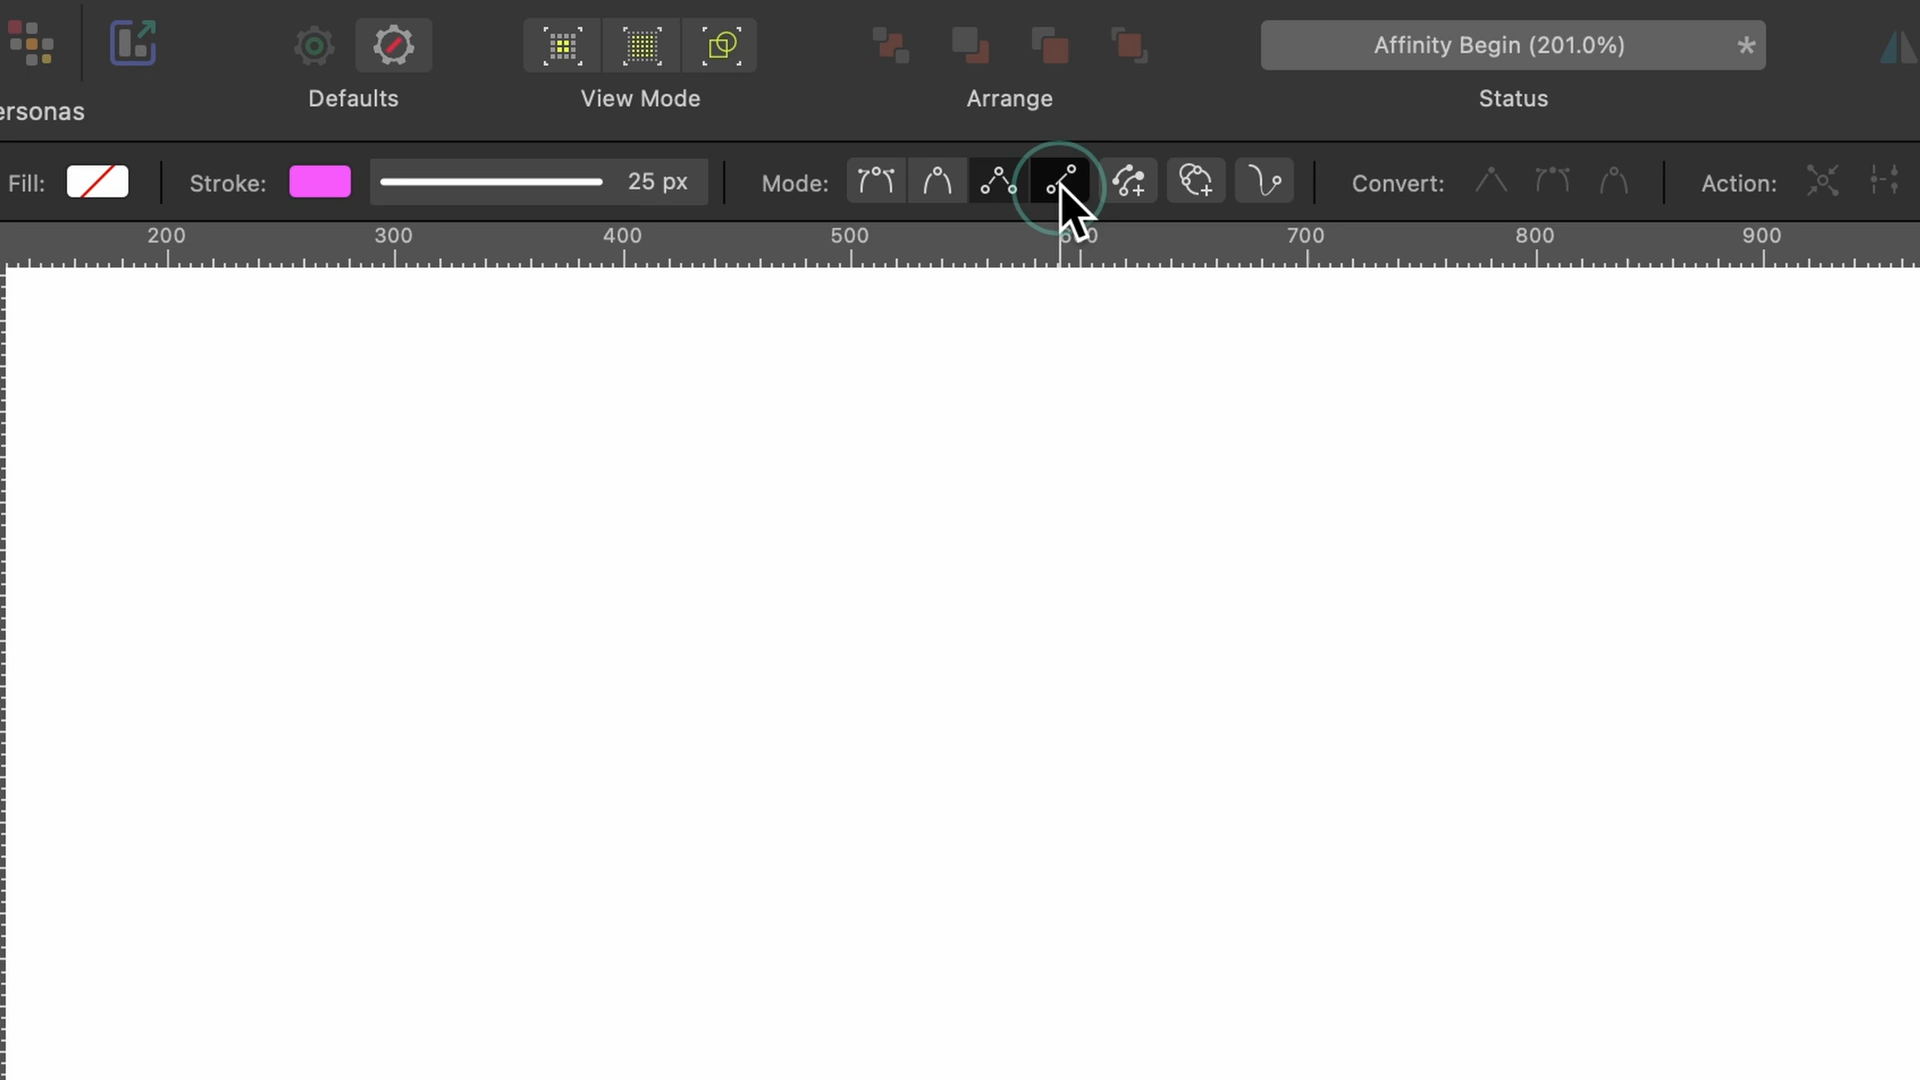 Affinity Begin (201.0%) *
ersonas
Defaults
View Mode
Arrange
Status
Fill:
Stroke:
25 px
Mode:
Convert:
Action:
200 300 400 500 700 800 900